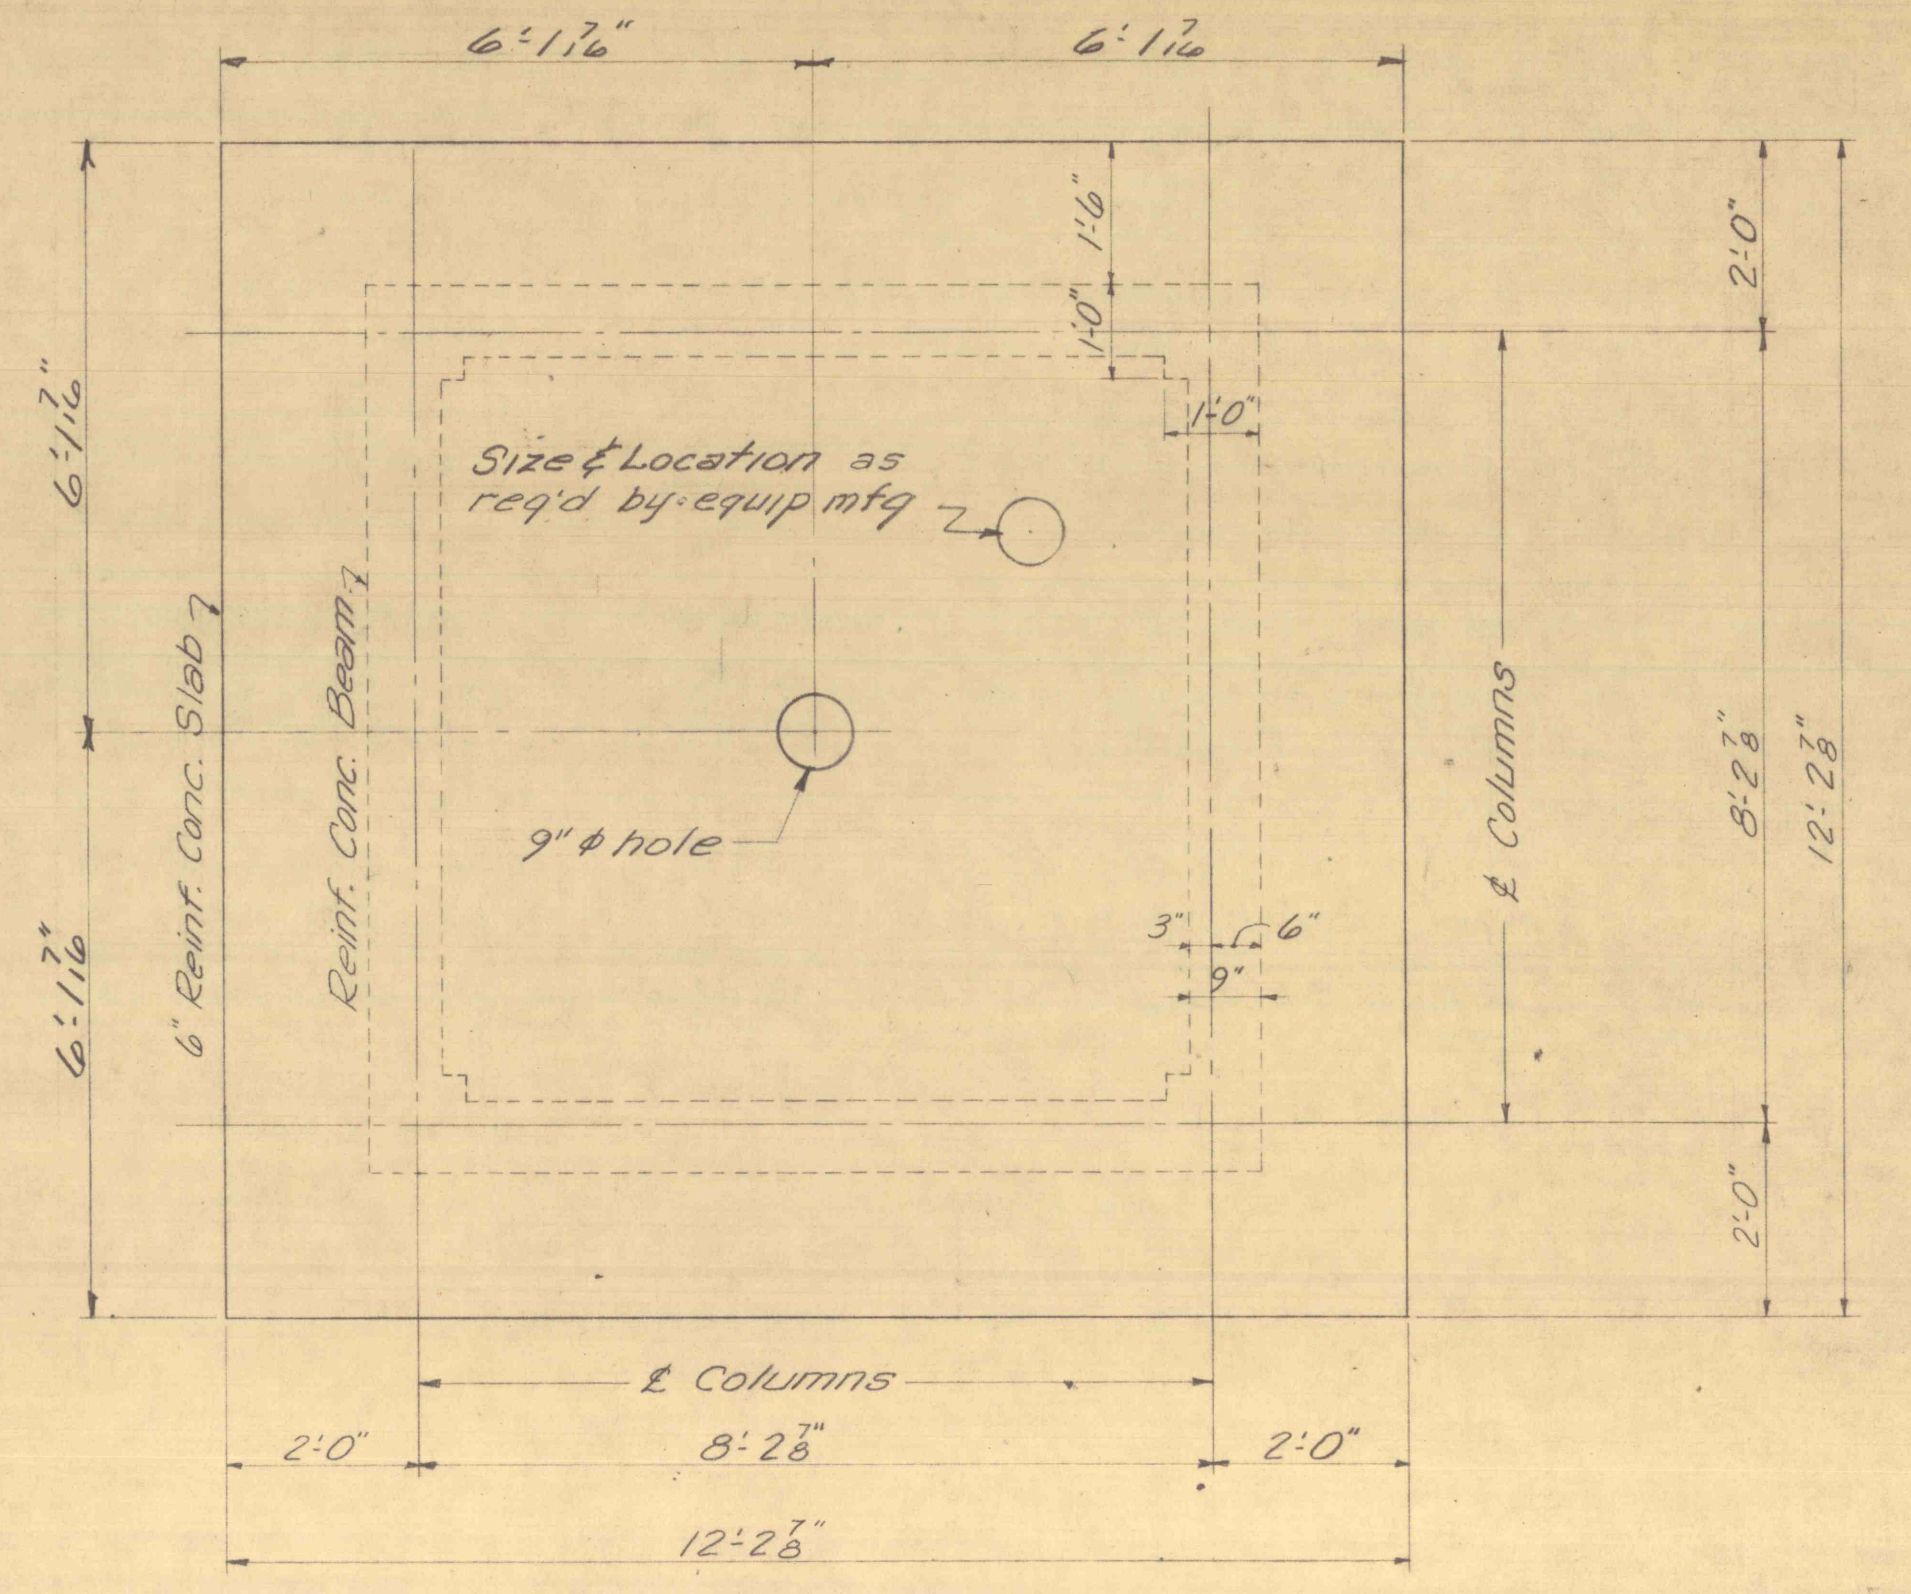 6'-1 7/16"
6'-1 7/16
1'-6"
2'-0"
1'-0"
6'-1 7/16"
1'-0"
Size & Location as
req'd by equip mfg
6" Reinf. Conc. Slab
Reinf. Conc. Beam
℄ Columns
8'-2 7/8"
12'-2 7/8"
9" ϕ hole
3"
6"
9"
6'-1 7/16"
2'-0"
℄ Columns
2'-0"
8'-2 7/8"
2'-0"
12'-2 7/8"